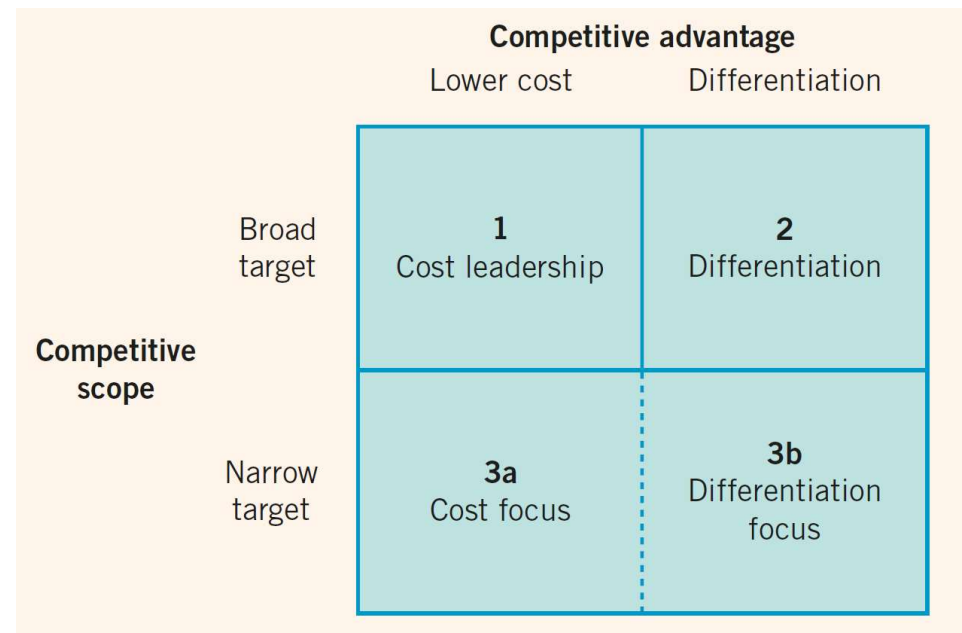 Competitive advantage
Lower cost Differentiation
Broad
target
1
Cost leadership
2
Differentiation
Competitive
scope
Narrow
target
3a
Cost focus
3b
Differentiation
focus